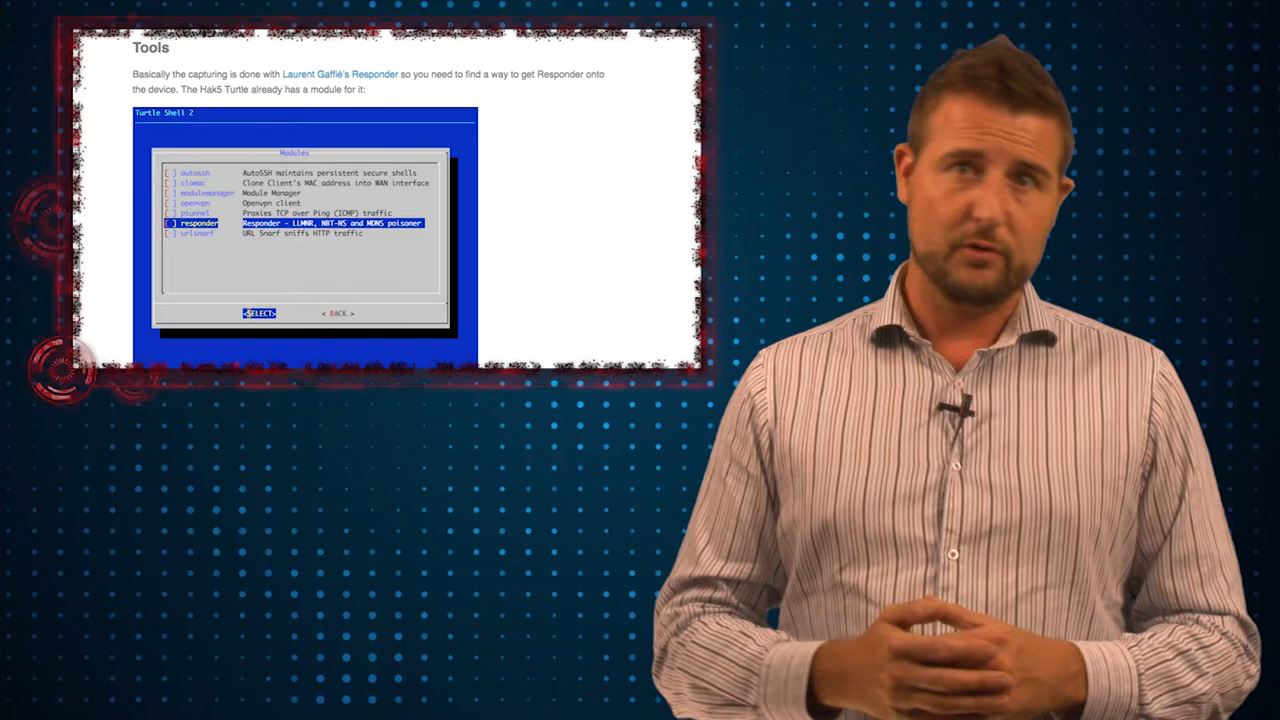 Tools
Basically the capturing is done with Laurent Gaffié's Responder so you need to find a way to get Responder onto
the device. The Hak5 Turtle already has a module for it:
Turtle Shell 2
Modules
[ ] autossh AutoSSH maintains persistent secure shells
[ ] clomac Clone Client's MAC address into WAN interface
[ ] modulemanager Module Manager
[ ] openvpn Openvpn client
[ ] ptunnel Proxies TCP over Ping (ICMP) traffic
[ ] responder Responder - LLMNR, NBT-NS and MDNS poisoner
[ ] urlsnarf URL Snarf sniffs HTTP traffic
<SELECT> < BACK >